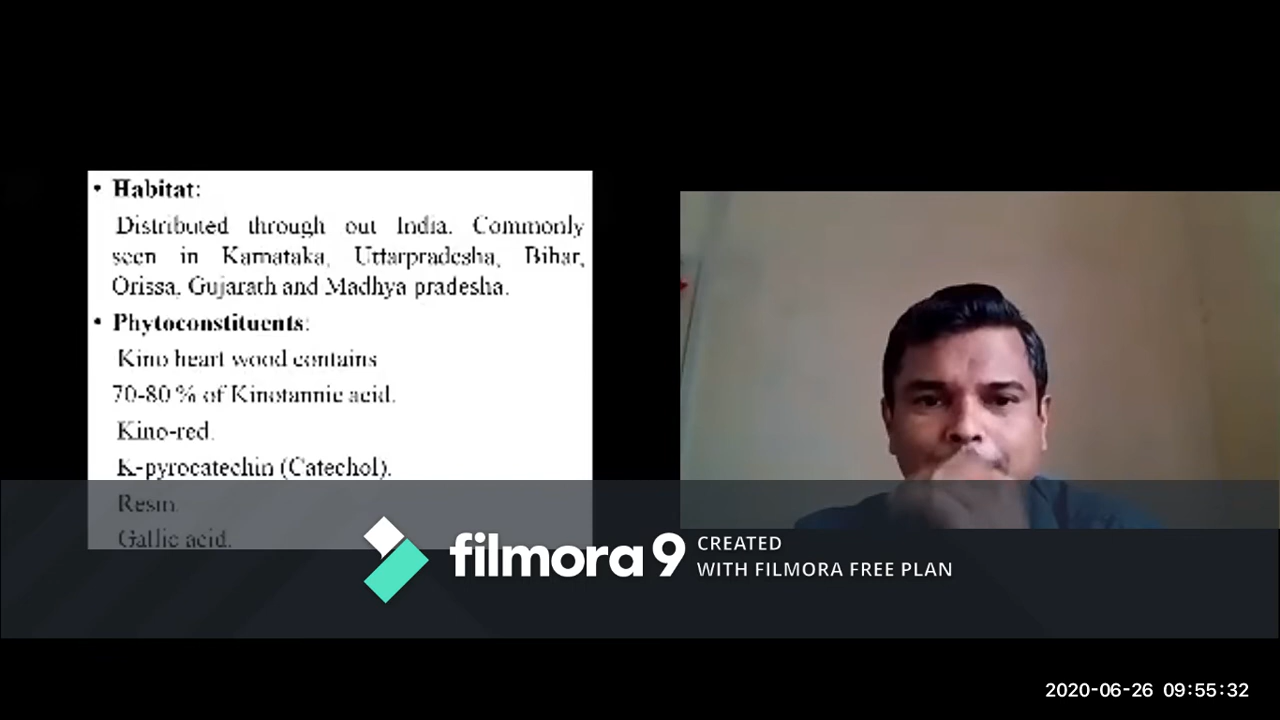 • Habitat:
Distributed through out India. Commonly
seen in Karnataka, Uttarpradesha, Bihar,
Orissa, Gujarath and Madhya pradesha.
• Phytoconstituents:
Kino heart wood contains
70-80 % of Kinotannic acid.
Kino-red.
K-pyrocatechin (Catechol).
Resin.
Gallic acid.
filmora 9
CREATED
WITH FILMORA FREE PLAN
2020-06-26 09:55:32